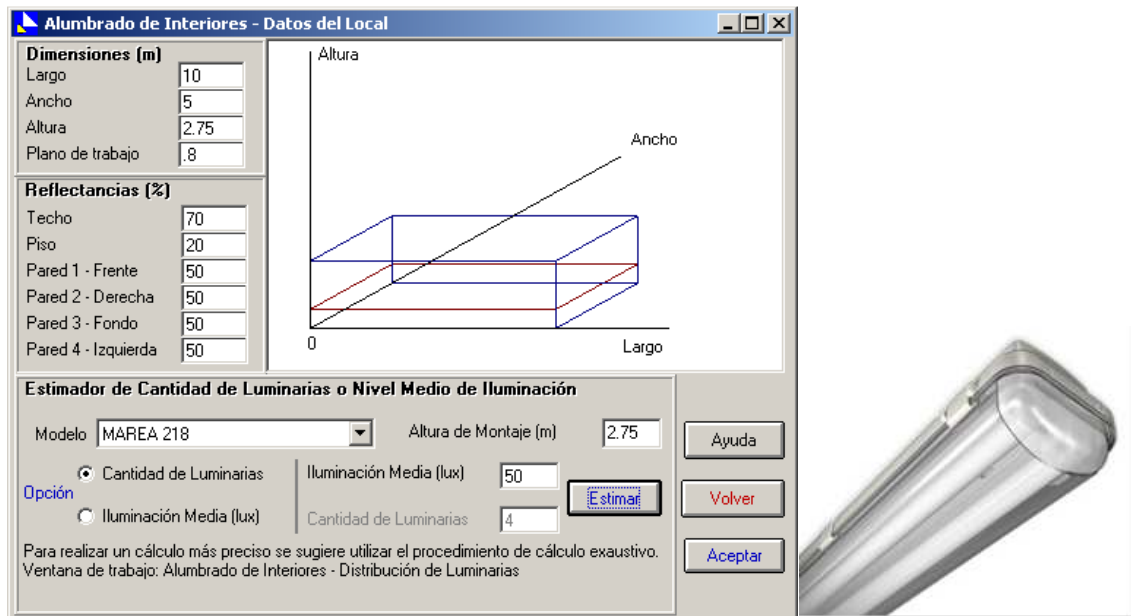 Alumbrado de Interiores - Datos del Local
Dimensiones (m)
Largo 10
Ancho 5
Altura 2.75
Plano de trabajo .8
Reflectancias (%)
Techo 70
Piso 20
Pared 1 - Frente 50
Pared 2 - Derecha 50
Pared 3 - Fondo 50
Pared 4 - Izquierda 50
Altura
Ancho
0
Largo
Estimador de Cantidad de Luminarias o Nivel Medio de Iluminación
Modelo MAREA 218
Altura de Montaje (m) 2.75
Opción
Cantidad de Luminarias
Iluminación Media (lux)
Iluminación Media (lux) 50
Cantidad de Luminarias 4
Estimar
Para realizar un cálculo más preciso se sugiere utilizar el procedimiento de cálculo exaustivo.
Ventana de trabajo: Alumbrado de Interiores - Distribución de Luminarias
Ayuda
Volver
Aceptar